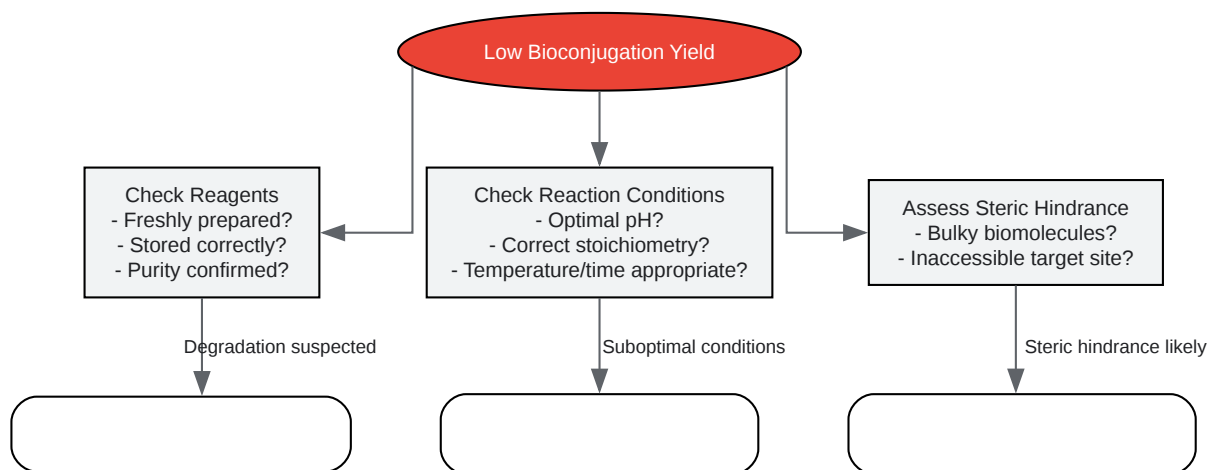 Low Bioconjugation Yield
Check Reagents
- Freshly prepared?
- Stored correctly?
- Purity confirmed?
Check Reaction Conditions
- Optimal pH?
- Correct stoichiometry?
- Temperature/time appropriate?
Assess Steric Hindrance
- Bulky biomolecules?
- Inaccessible target site?
Degradation suspected
Suboptimal conditions
Steric hindrance likely